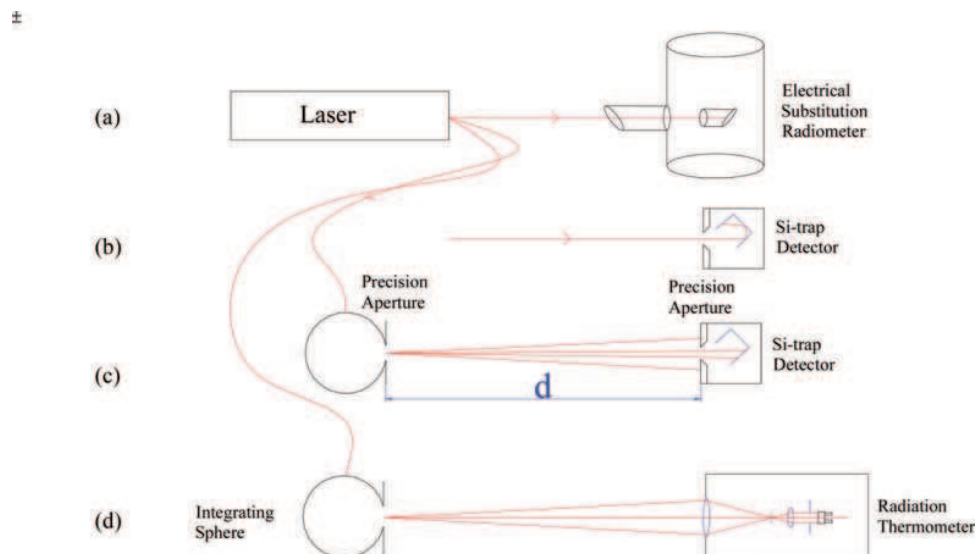 ±
(a)
Laser
Electrical
Substitution
Radiometer
(b)
Si-trap
Detector
Precision
Aperture
Precision
Aperture
(c)
Si-trap
Detector
d
(d)
Integrating
Sphere
Radiation
Thermometer